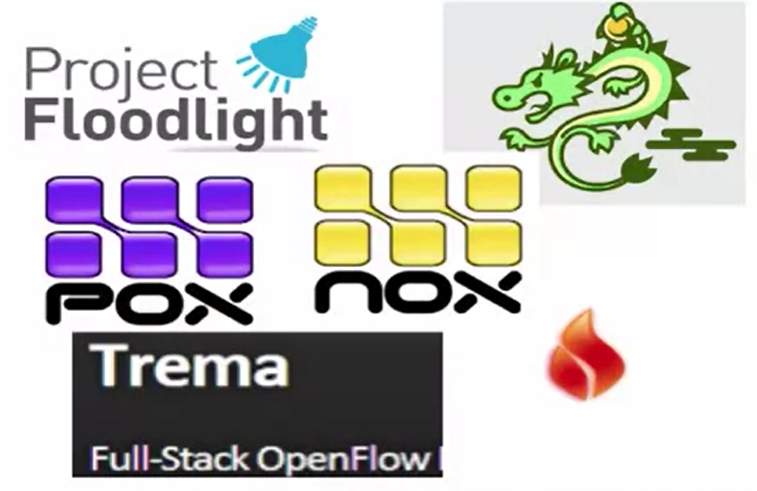 Project
Floodlight
POX
nox
Trema
Full-Stack OpenFlow